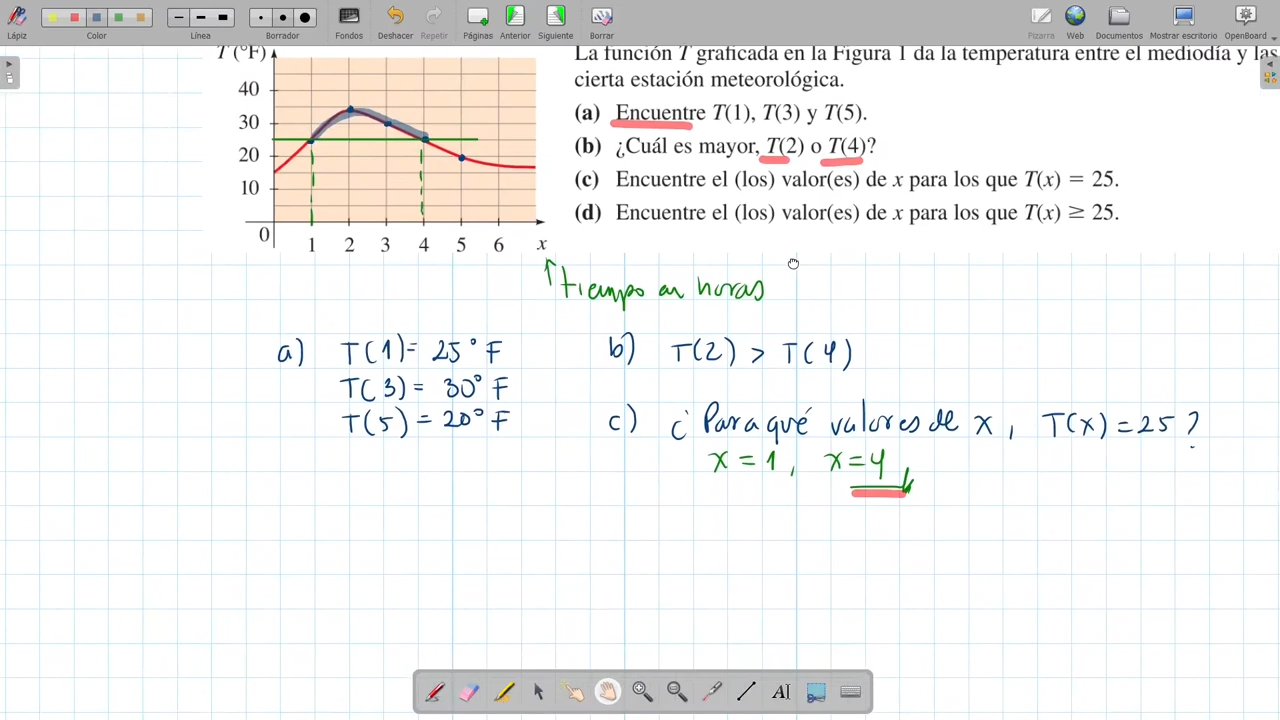 Lápiz
Color
Línea
Borrador
Fondos
Deshacer
Repetir
Páginas
Anterior
Siguiente
Borrar
Pizarra
Web
Documentos
Mostrar escritorio
OpenBoard
T (°F)
40
30
20
10
0
1 2 3 4 5 6 x
La función T graficada en la Figura 1 da la temperatura entre el mediodía y las
cierta estación meteorológica.
(a) Encuentre T(1), T(3) y T(5).
(b) ¿Cuál es mayor, T(2) o T(4)?
(c) Encuentre el (los) valor(es) de x para los que T(x) = 25.
(d) Encuentre el (los) valor(es) de x para los que T(x) ≥ 25.
↑ tiempo en horas
a) T(1) = 25° F
T(3) = 30° F
T(5) = 20° F
b) T(2) > T(4)
c) ¿Para qué valores de x, T(x) = 25?
x = 1, x = 4
AI